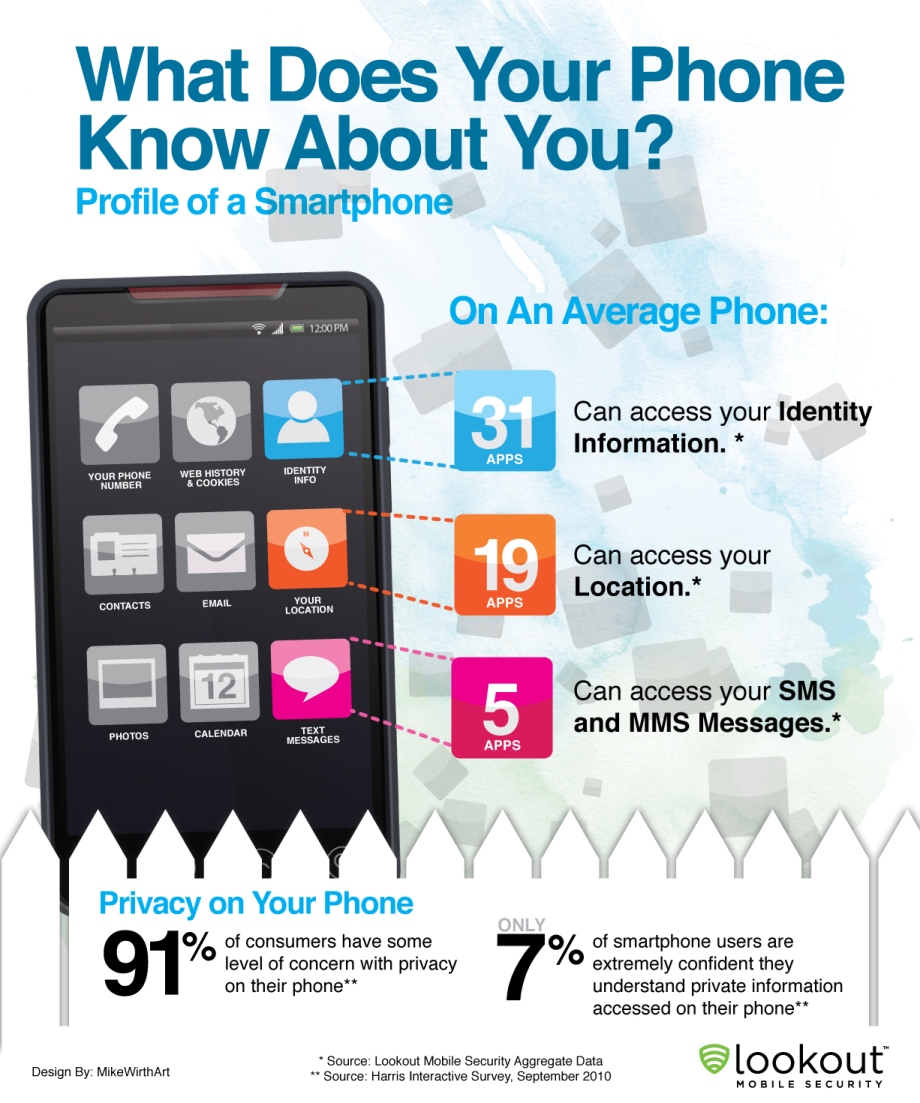 What Does Your Phone
Know About You?
Profile of a Smartphone
12:00 PM
On An Average Phone:
YOUR PHONE
NUMBER
WEB HISTORY
& COOKIES
IDENTITY
INFO
31
APPS
Can access your Identity
Information. *
CONTACTS
EMAIL
N
YOUR
LOCATION
19
APPS
Can access your
Location.*
PHOTOS
12
CALENDAR
TEXT
MESSAGES
5
APPS
Can access your SMS
and MMS Messages.*
Privacy on Your Phone
91%
of consumers have some
level of concern with privacy
on their phone**
ONLY
7%
of smartphone users are
extremely confident they
understand private information
accessed on their phone**
Design By: MikeWirthArt
* Source: Lookout Mobile Security Aggregate Data
** Source: Harris Interactive Survey, September 2010
lookout™
MOBILE SECURITY